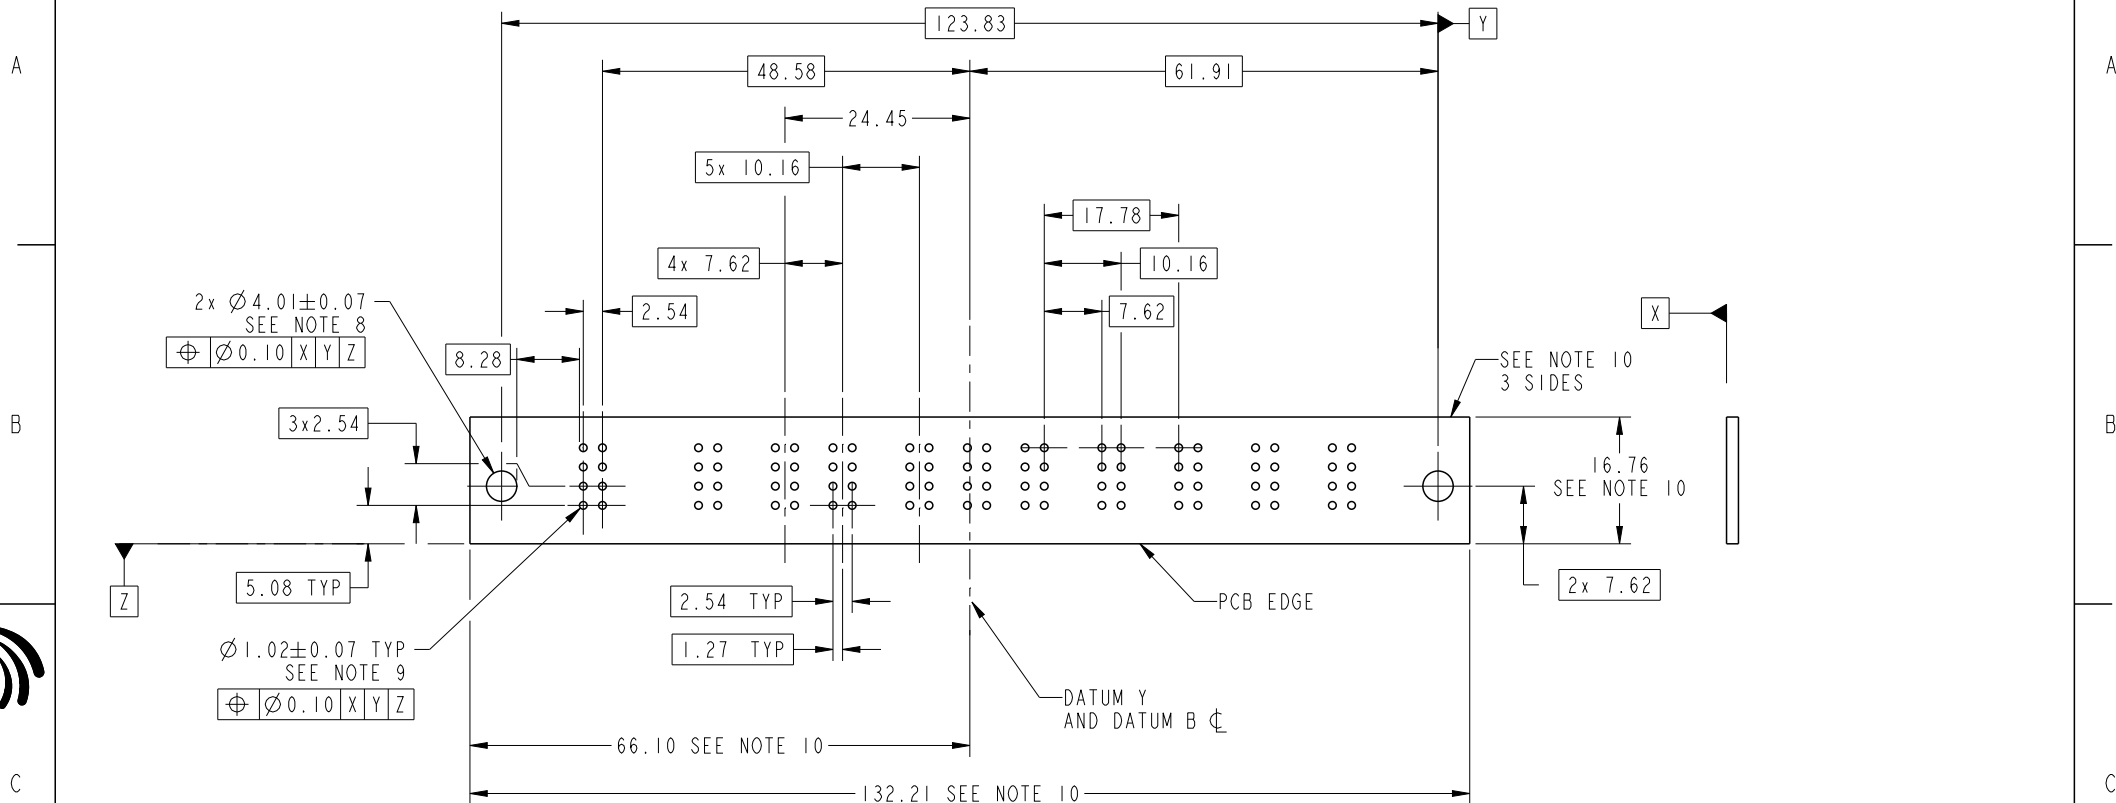 123.83
Y
A
A
48.58
61.91
24.45
5x 10.16
17.78
4x 7.62
10.16
2.54
7.62
2x Ø4.01±0.07
SEE NOTE 8
⌖ Ø0.10 X Y Z
X
8.28
SEE NOTE 10
3 SIDES
3x2.54
B
B
16.76
SEE NOTE 10
5.08 TYP
2x 7.62
Z
2.54 TYP
PCB EDGE
Ø1.02±0.07 TYP
SEE NOTE 9
⌖ Ø0.10 X Y Z
1.27 TYP
DATUM Y
AND DATUM B ℄
66.10 SEE NOTE 10
C
C
132.21 SEE NOTE 10